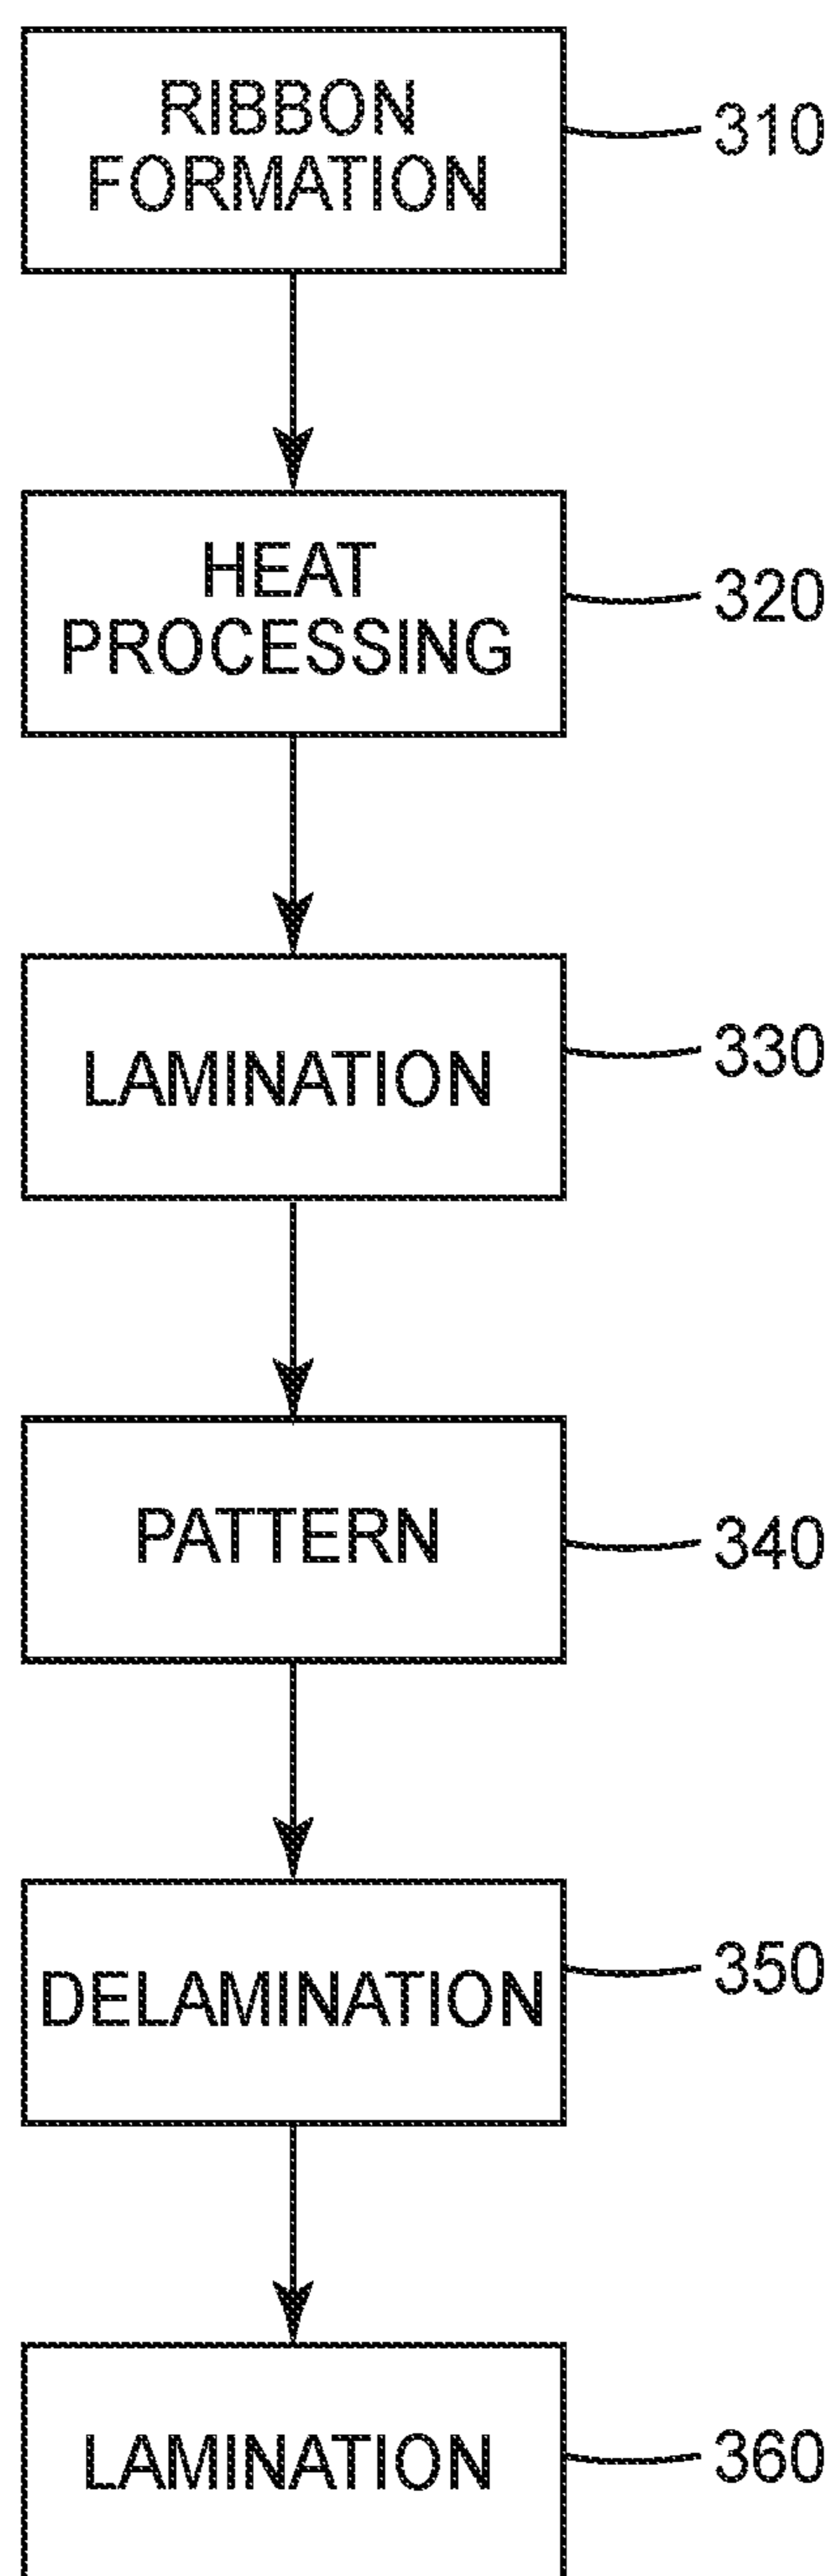 RIBBON
FORMATION
310
HEAT
PROCESSING
320
LAMINATION
330
PATTERN
340
DELAMINATION
350
LAMINATION
360